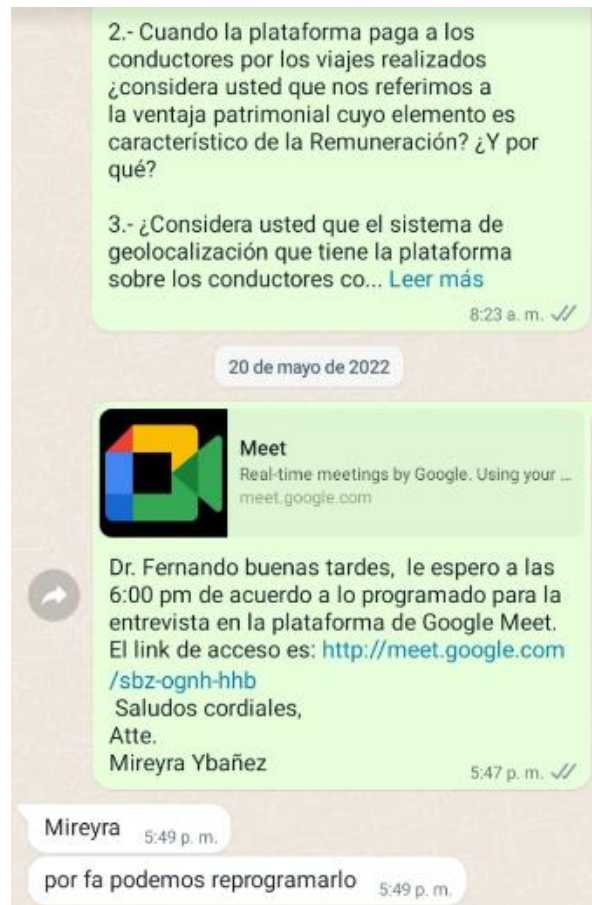 2.- Cuando la plataforma paga a los
conductores por los viajes realizados
¿considera usted que nos referimos a
la ventaja patrimonial cuyo elemento es
característico de la Remuneración? ¿Y por
qué?
3.- ¿Considera usted que el sistema de
geolocalización que tiene la plataforma
sobre los conductores co... Leer más
8:23 a. m.
20 de mayo de 2022
Meet
Real-time meetings by Google. Using your ...
meet.google.com
Dr. Fernando buenas tardes, le espero a las
6:00 pm de acuerdo a lo programado para la
entrevista en la plataforma de Google Meet.
El link de acceso es: http://meet.google.com
/sbz-ognh-hhb
Saludos cordiales,
Atte.
Mireyra Ybañez
5:47 p. m.
Mireyra 5:49 p. m.
por fa podemos reprogramarlo 5:49 p. m.